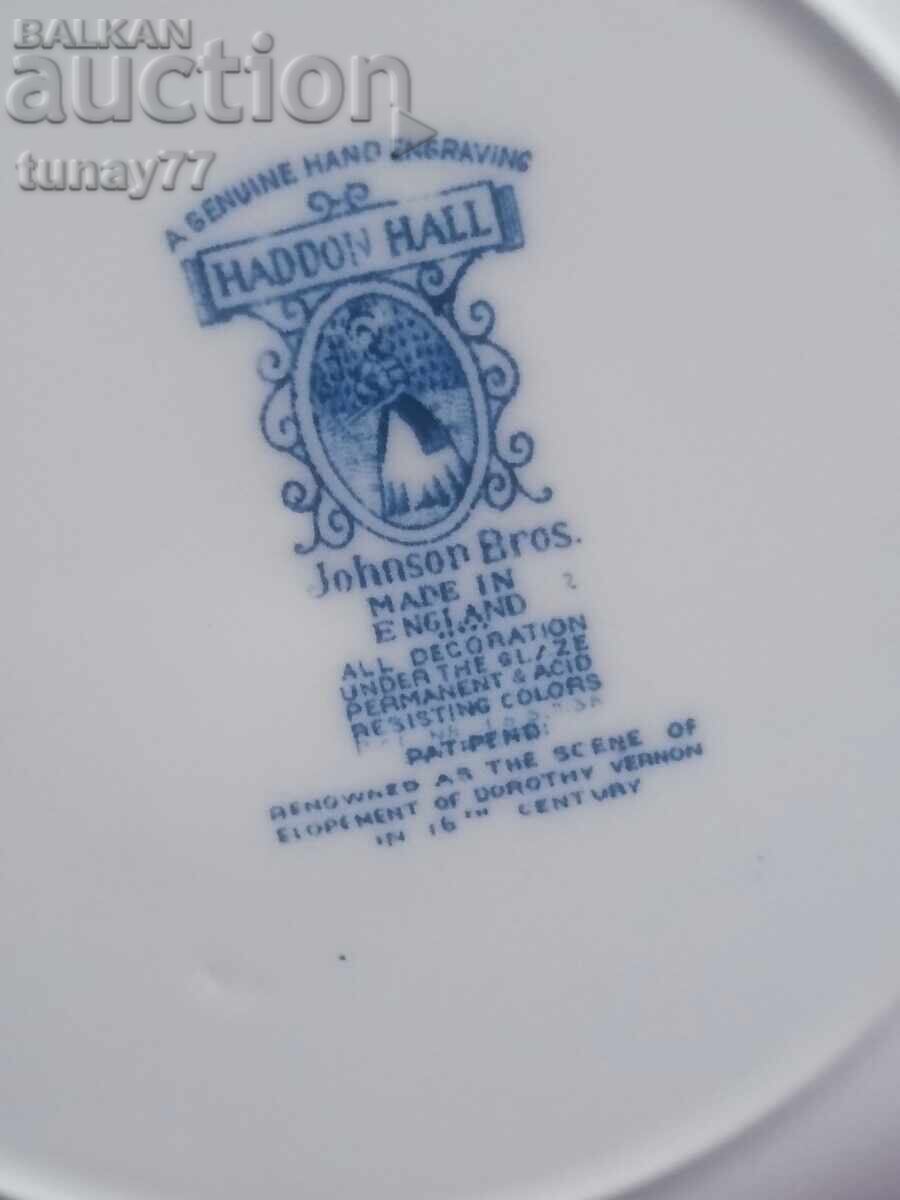 BALKAN
auction
tunay77
A GENUINE HAND ENGRAVING
HADDON HALL
Johnson Bros.
MADE IN
ENGLAND
ALL DECORATION
UNDER THE GLAZE
PERMANENT & ACID
RESISTING COLORS
PAT: PEND:
RENOWNED AS THE SCENE OF
ELOPEMENT OF DOROTHY VERNON
IN 16TH CENTURY